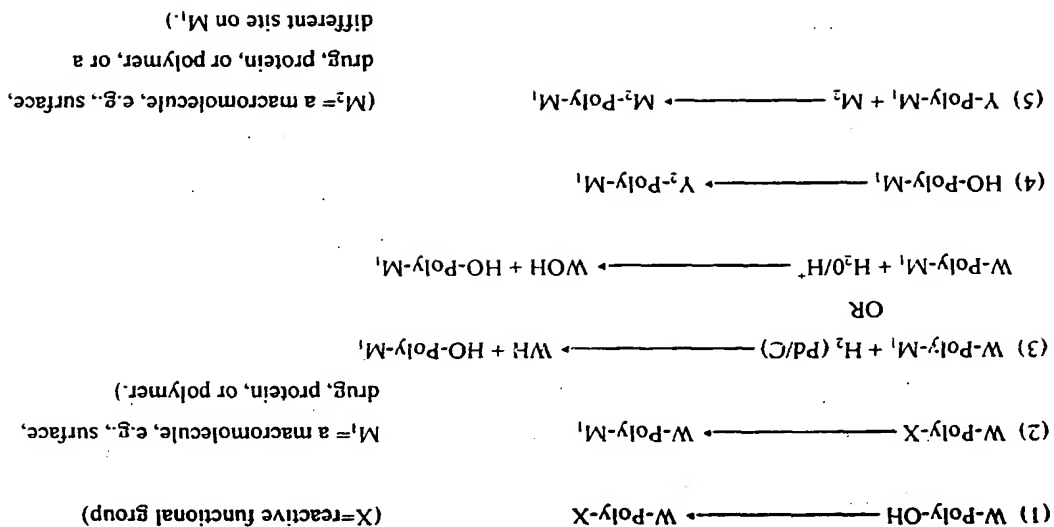 (1) W-Poly-OH ⟶ W-Poly-X (X=reactive functional group)
(2) W-Poly-X ⟶ W-Poly-M₁ M₁= a macromolecule, e.g., surface,
drug, protein, or polymer.)
(3) W-Poly-M₁ + H₂ (Pd/C) ⟶ WH + HO-Poly-M₁
OR
W-Poly-M₁ + H₂0/H⁺ ⟶ WOH + HO-Poly-M₁
(4) HO-Poly-M₁ ⟶ Y₂-Poly-M₁
(5) Y-Poly-M₁ + M₂ ⟶ M₂-Poly-M₁ (M₂= a macromolecule, e.g., surface,
drug, protein, or polymer, or a
different site on M₁.)